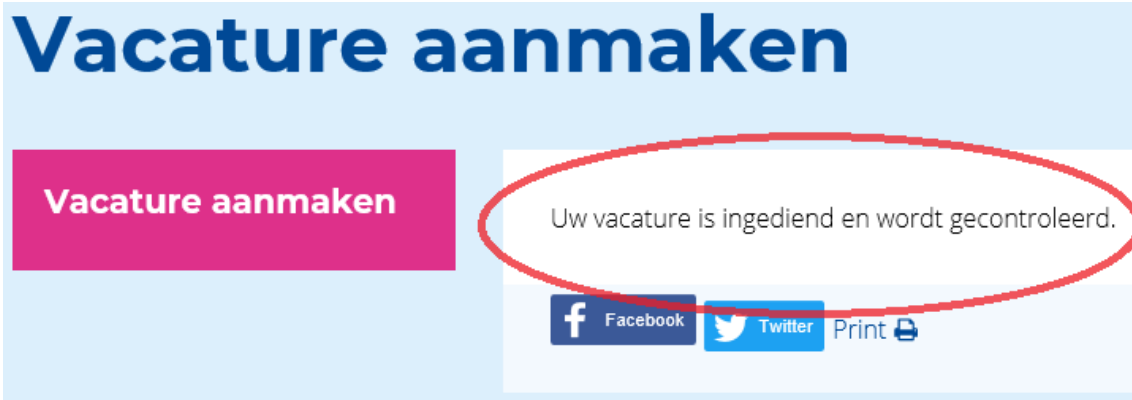 Vacature aanmaken
Vacature aanmaken
Uw vacature is ingediend en wordt gecontroleerd.
Facebook Twitter Print